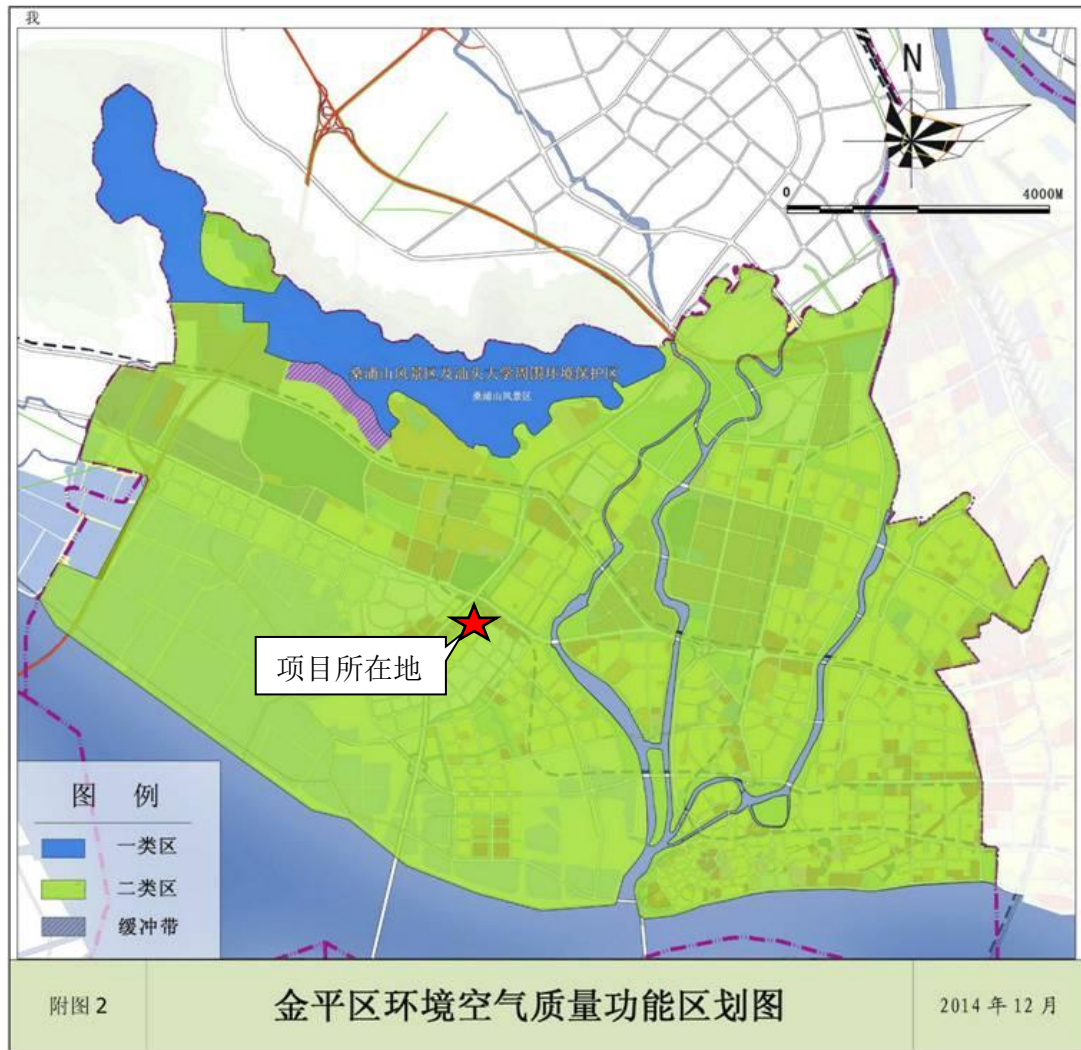 我
N
0 4000M
桑浦山风景区及汕头大学周围环境保护区
桑浦山风景区
项目所在地
图 例
一类区
二类区
缓冲带
附图 2
金平区环境空气质量功能区划图
2014 年 12 月